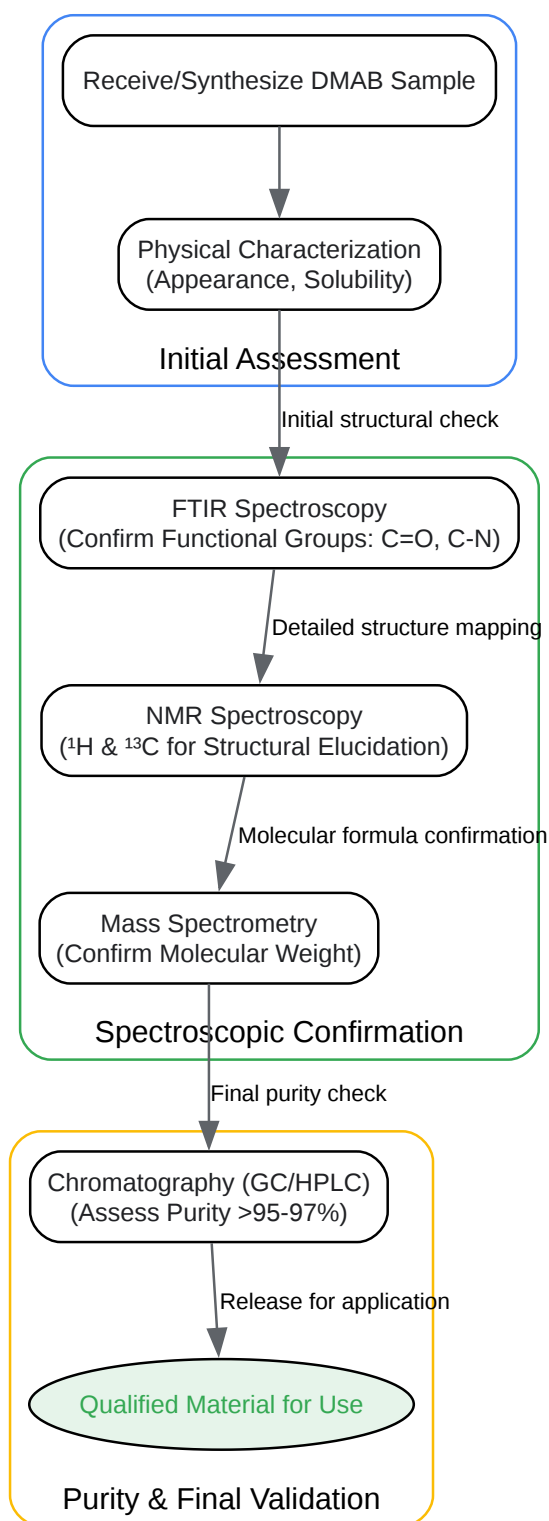 Receive/Synthesize DMAB Sample
Physical Characterization
(Appearance, Solubility)
Initial Assessment
Initial structural check
FTIR Spectroscopy
(Confirm Functional Groups: C=O, C-N)
Detailed structure mapping
NMR Spectroscopy
(¹H & ¹³C for Structural Elucidation)
Molecular formula confirmation
Mass Spectrometry
(Confirm Molecular Weight)
Spectroscopic Confirmation
Final purity check
Chromatography (GC/HPLC)
(Assess Purity >95-97%)
Release for application
Qualified Material for Use
Purity & Final Validation